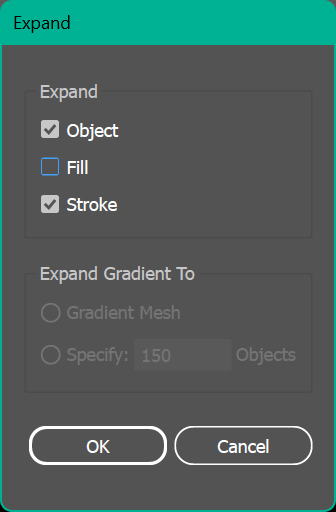 Expand
Expand
Object
Fill
Stroke
Expand Gradient To
Gradient Mesh
Specify: 150 Objects
OK Cancel